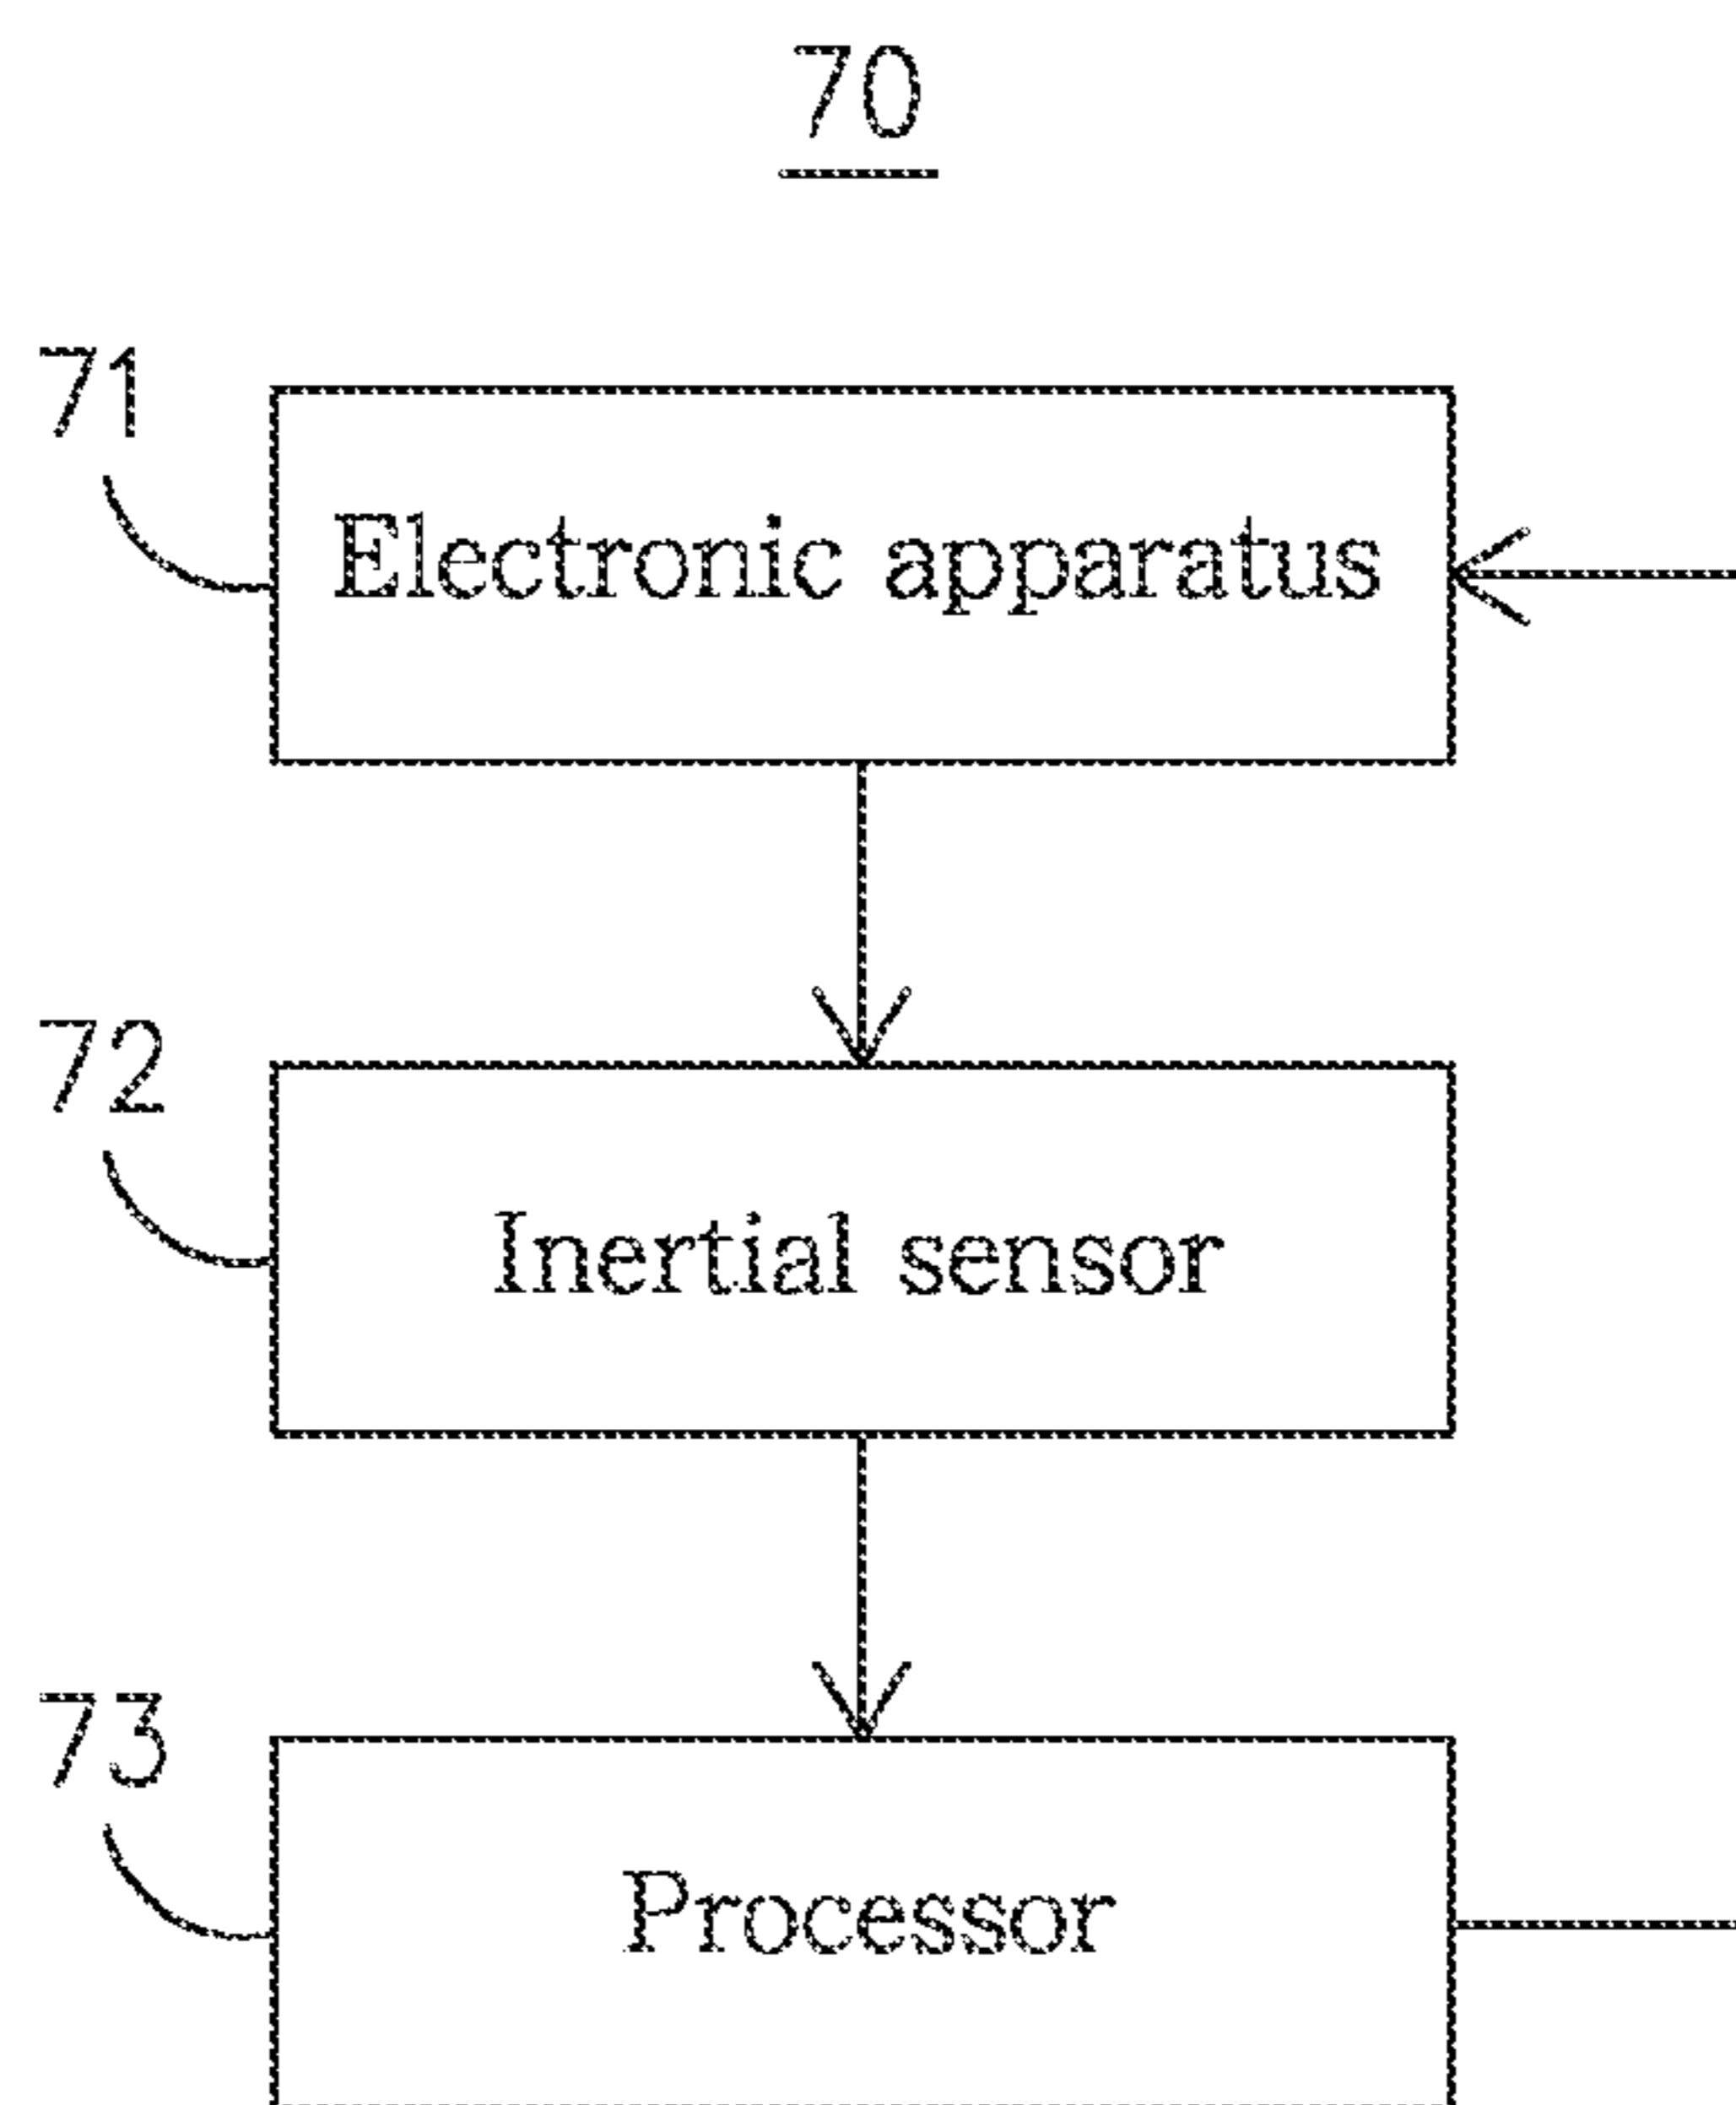 70
71
Electronic apparatus
72
Inertial sensor
73
Processor